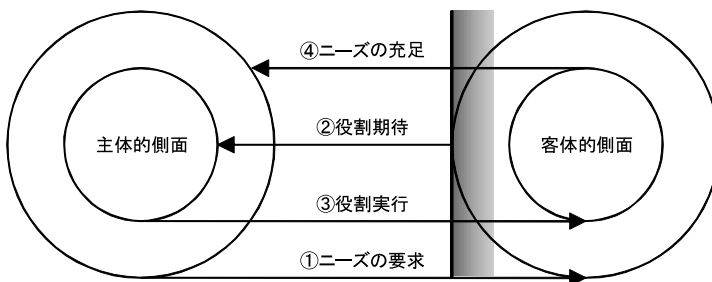 ④ニーズの充足
②役割期待
主体的側面
客体的側面
③役割実行
①ニーズの要求